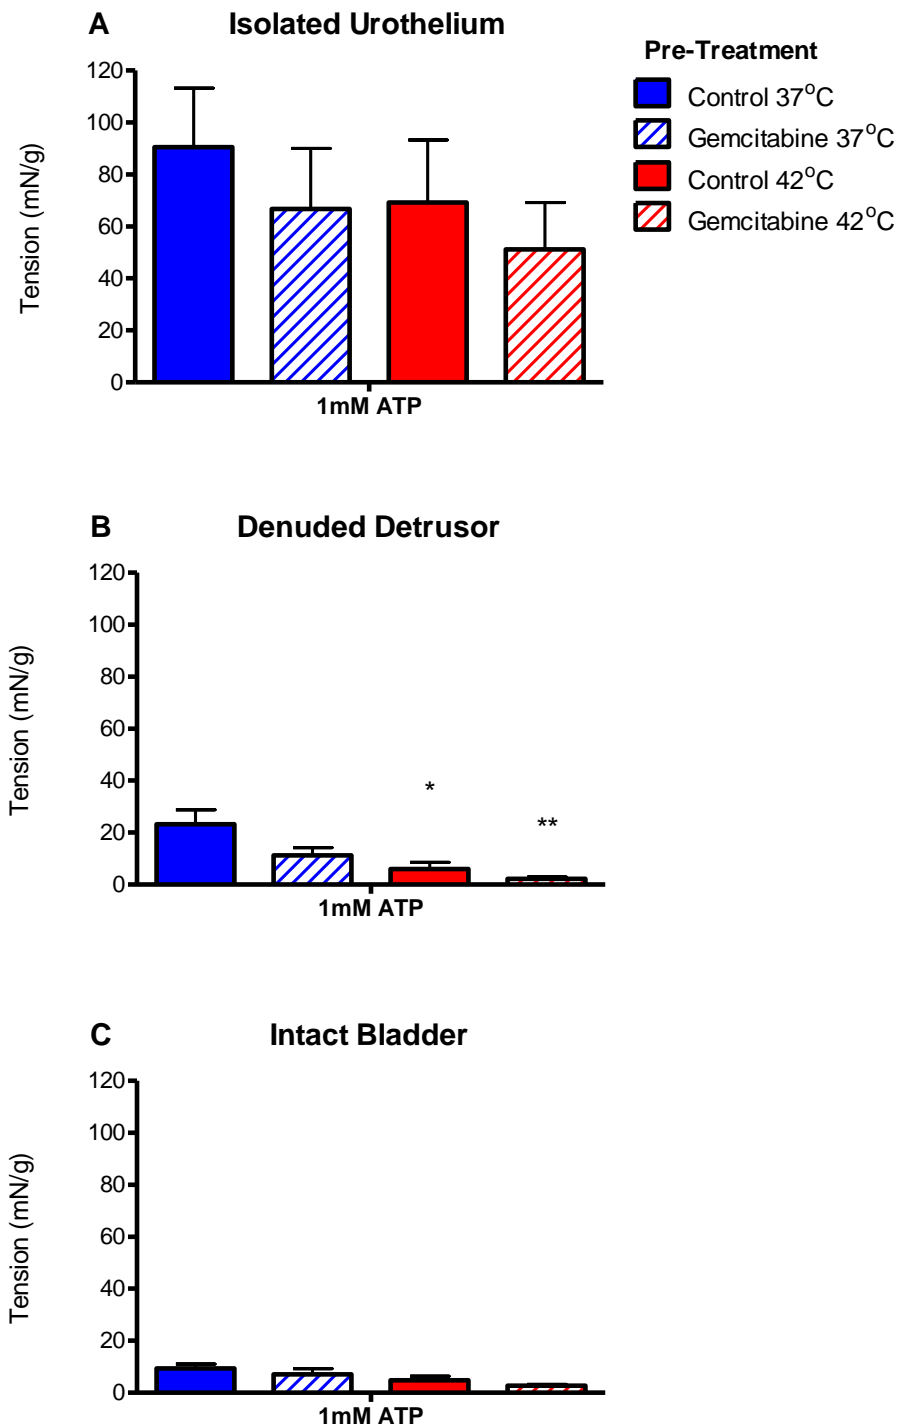 A Isolated Urothelium
Pre-Treatment
Control 37°C
Gemcitabine 37°C
Control 42°C
Gemcitabine 42°C
Tension (mN/g)
120
100
80
60
40
20
0
1mM ATP
B Denuded Detrusor
Tension (mN/g)
120
100
80
60
40
20
0
*
**
1mM ATP
C Intact Bladder
Tension (mN/g)
120
100
80
60
40
20
0
1mM ATP